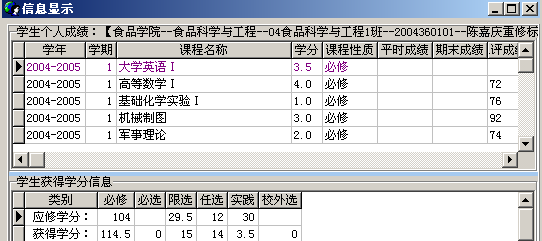 信息显示
学生个人成绩：【食品学院--食品科学与工程--04食品科学与工程1班--2004360101--陈嘉庆重修标
学年 学期 课程名称 学分 课程性质 平时成绩 期末成绩 评成绩
2004-2005 1 大学英语Ⅰ 3.5 必修
2004-2005 1 高等数学Ⅰ 4.0 必修 72
2004-2005 1 基础化学实验Ⅰ 1.0 必修 76
2004-2005 1 机械制图 3.0 必修 92
2004-2005 1 军事理论 2.0 必修 74
学生获得学分信息
类别 必修 必选 限选 任选 实践 校外选
应修学分： 104 29.5 12 30
获得学分： 114.5 0 15 14 3.5 0